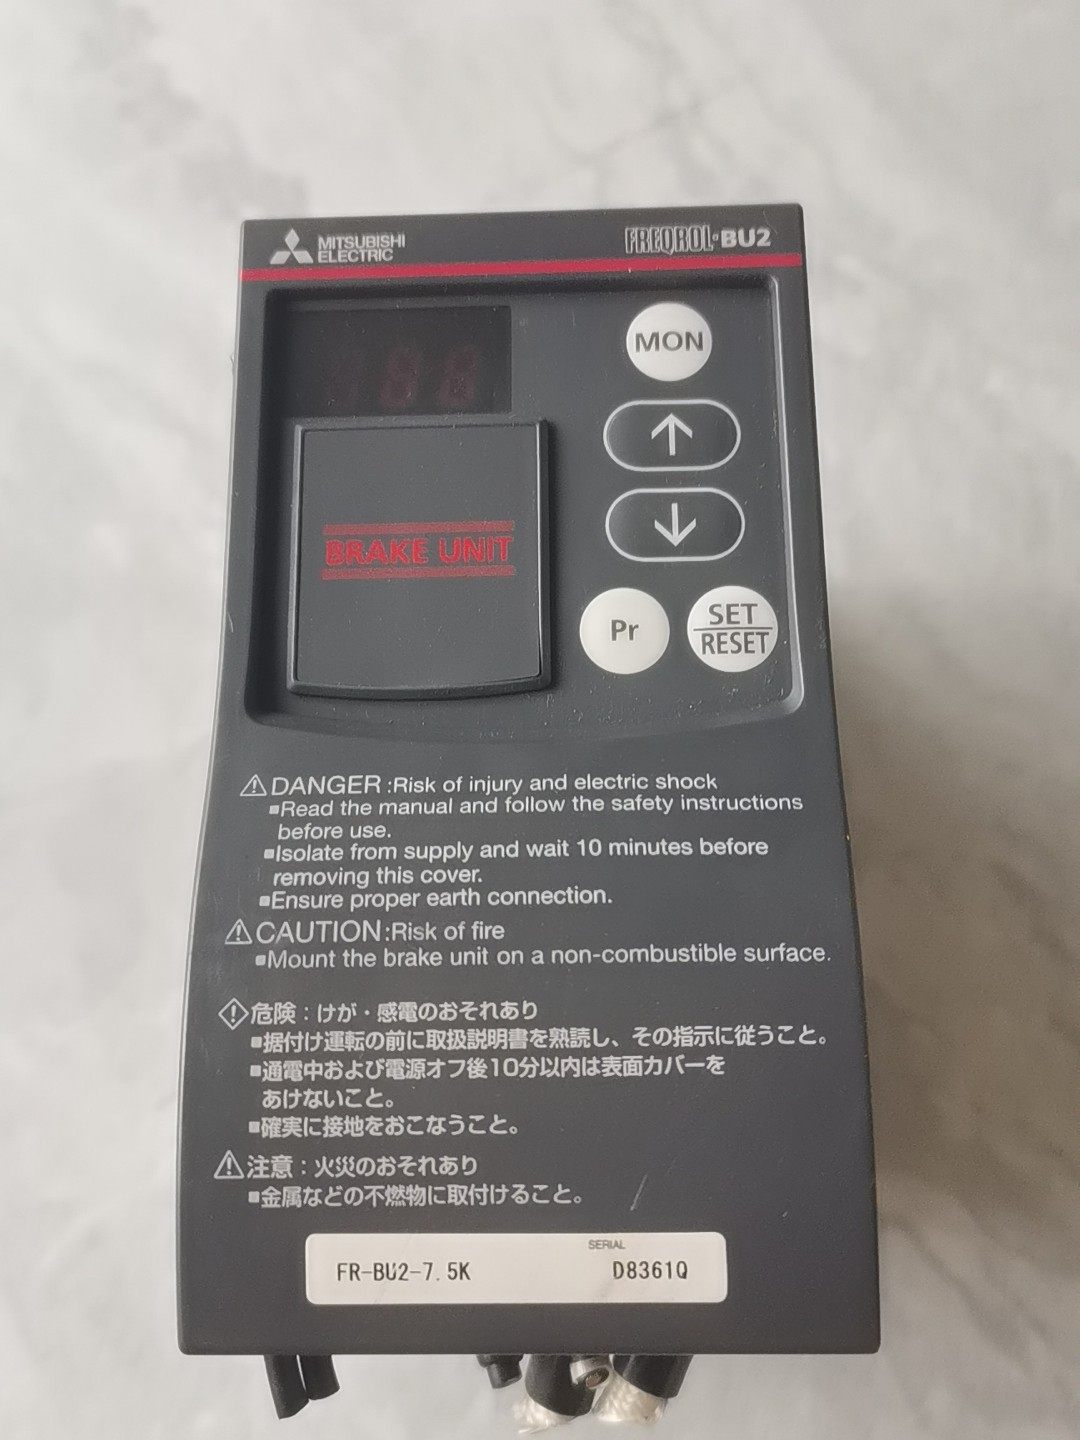 MITSUBISHI
ELECTRIC
FREQROL-BU2
MON
BRAKE UNIT
Pr
SET
RESET
DANGER :Risk of injury and electric shock
Read the manual and follow the safety instructions
before use.
Isolate from supply and wait 10 minutes before
removing this cover.
Ensure proper earth connection.
CAUTION :Risk of fire
Mount the brake unit on a non-combustible surface.
危険：けが・感電のおそれあり
据付け運転の前に取扱説明書を熟読し、その指示に従うこと。
通電中および電源オフ後10分以内は表面カバーを
あけないこと。
確実に接地をおこなうこと。
注意：火災のおそれあり
金属などの不燃物に取付けること。
SERIAL
FR-BU2-7.5K D8361Q